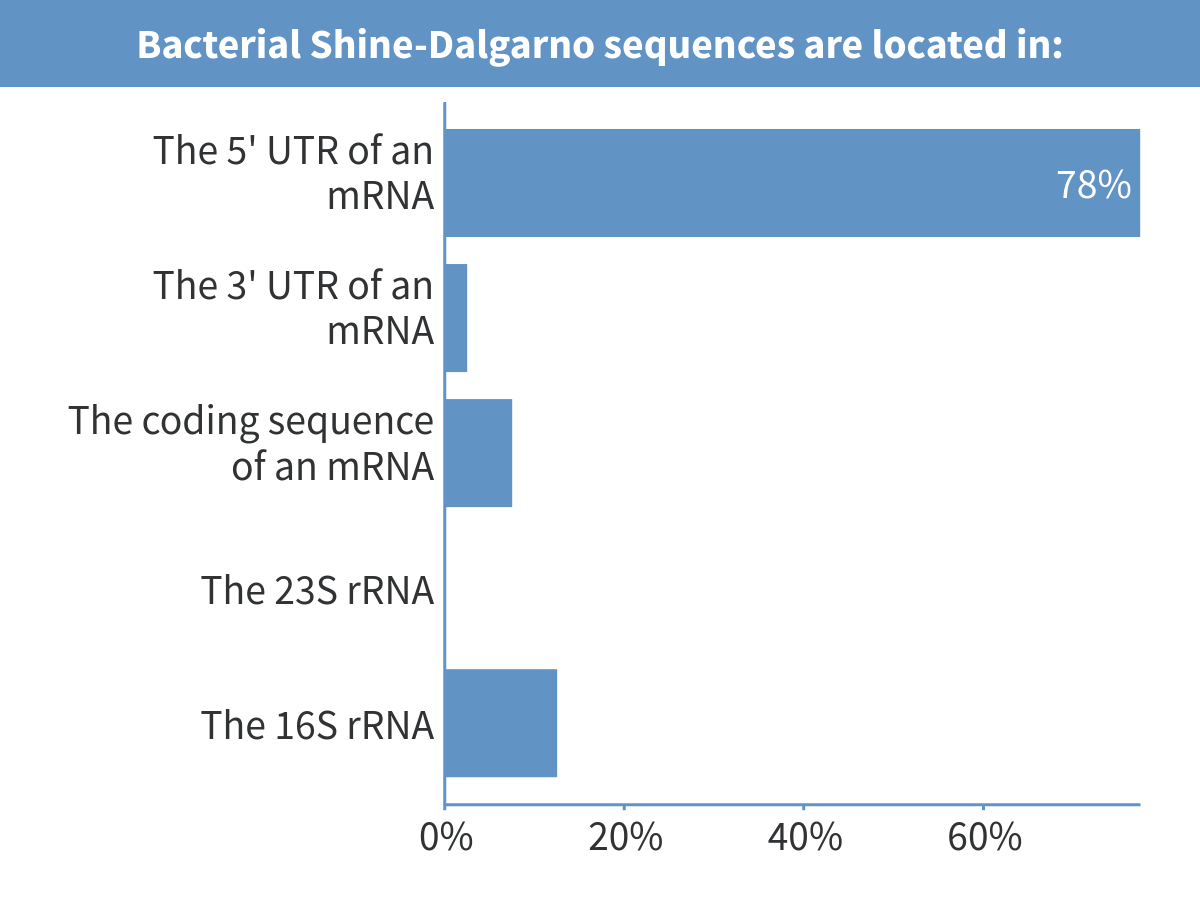 Bacterial Shine-Dalgarno sequences are located in:
The 5' UTR of an
mRNA
78%
The 3' UTR of an
mRNA
The coding sequence
of an mRNA
The 23S rRNA
The 16S rRNA
0% 20% 40% 60%